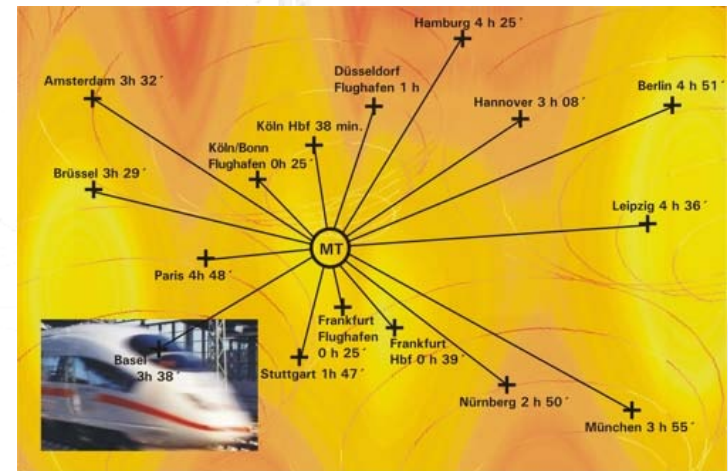 Hamburg 4 h 25´
Düsseldorf
Flughafen 1 h
Amsterdam 3h 32´
Berlin 4 h 51´
Hannover 3 h 08´
Köln Hbf 38 min.
Köln/Bonn
Flughafen 0h 25´
Brüssel 3h 29´
Leipzig 4 h 36´
MT
Paris 4h 48´
Frankfurt
Flughafen
0 h 25´
Frankfurt
Hbf 0 h 39´
Basel
3h 38´
Stuttgart 1h 47´
Nürnberg 2 h 50´
München 3 h 55´